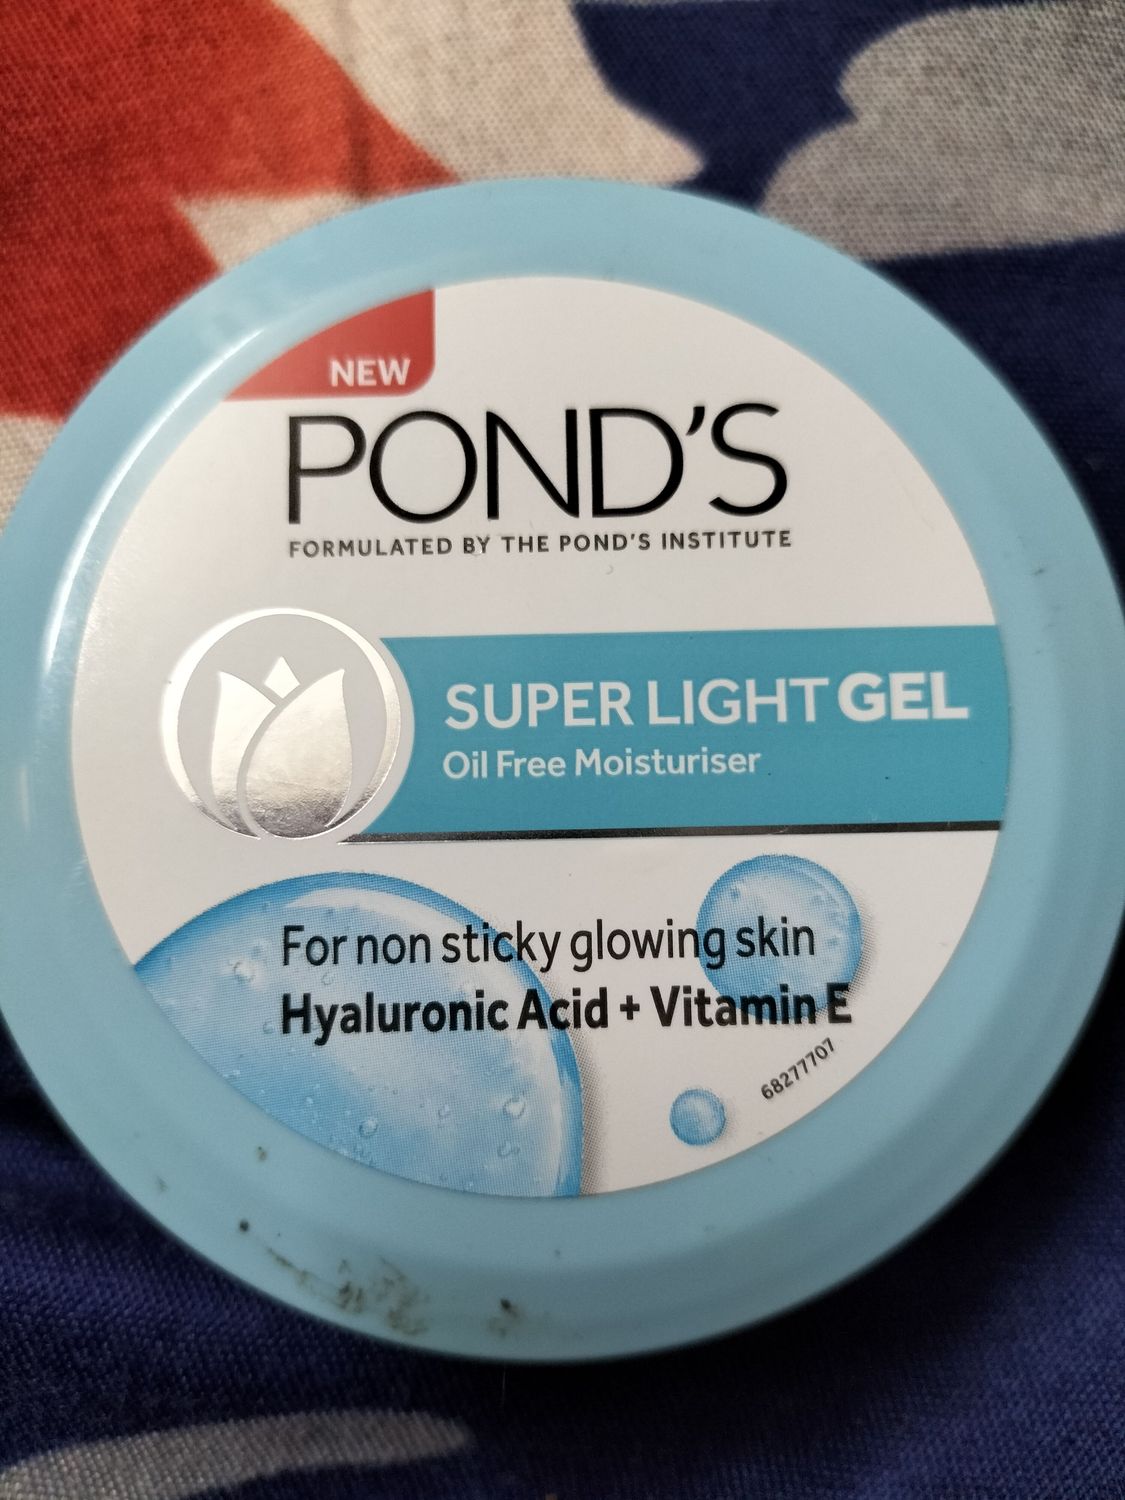 NEW
POND'S
FORMULATED BY THE POND'S INSTITUTE
SUPER LIGHT GEL
Oil Free Moisturiser
For non sticky glowing skin
Hyaluronic Acid + Vitamin E
68277707